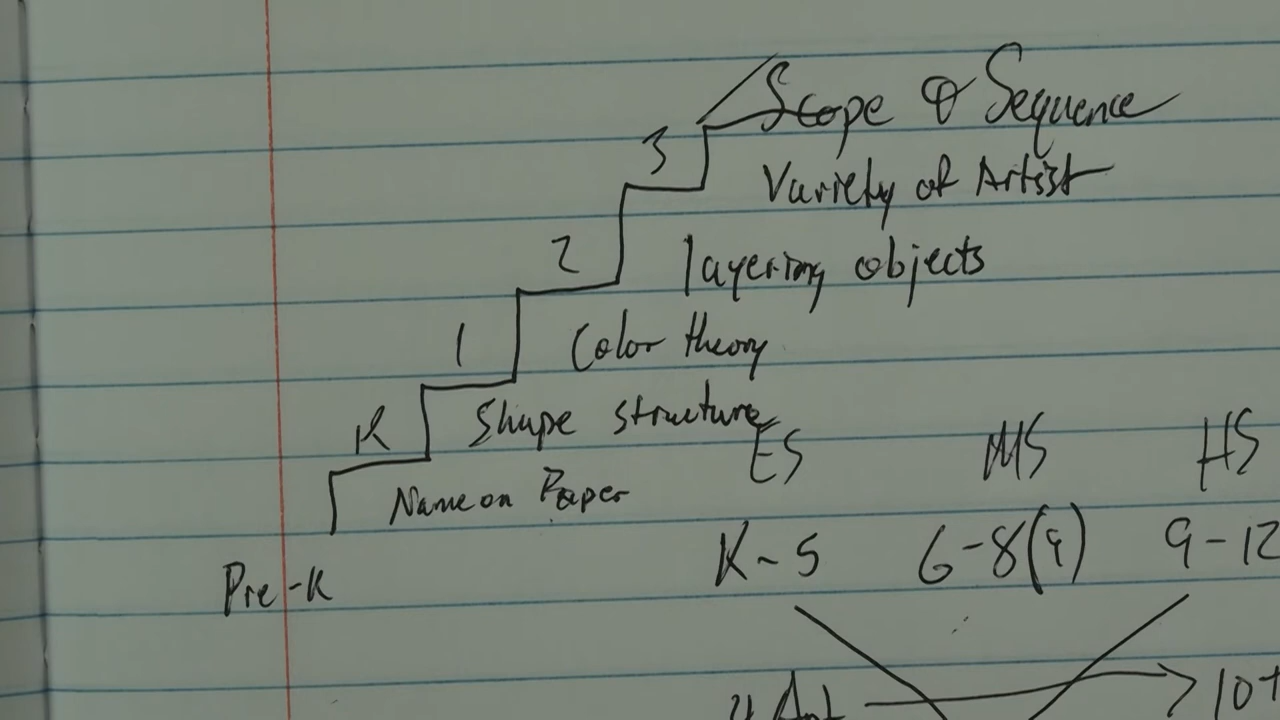 Scope & Sequence
3
Variety of Artist
2
layering objects
1
Color theory
K
Shape structure
Name on Paper
Pre-K
ES MS HS
K-5 6-8(9) 9-12